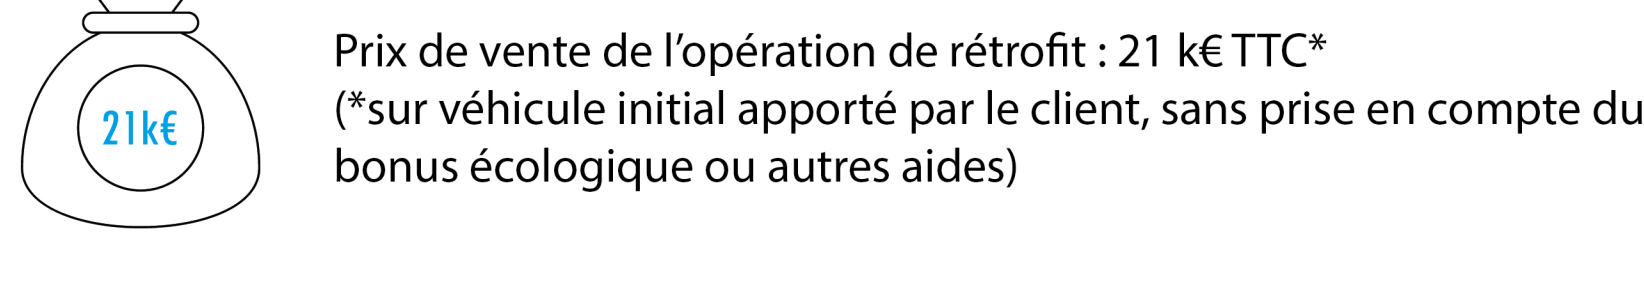 21k€
Prix de vente de l’opération de rétrofit : 21 k€ TTC*
(*sur véhicule initial apporté par le client, sans prise en compte du
bonus écologique ou autres aides)